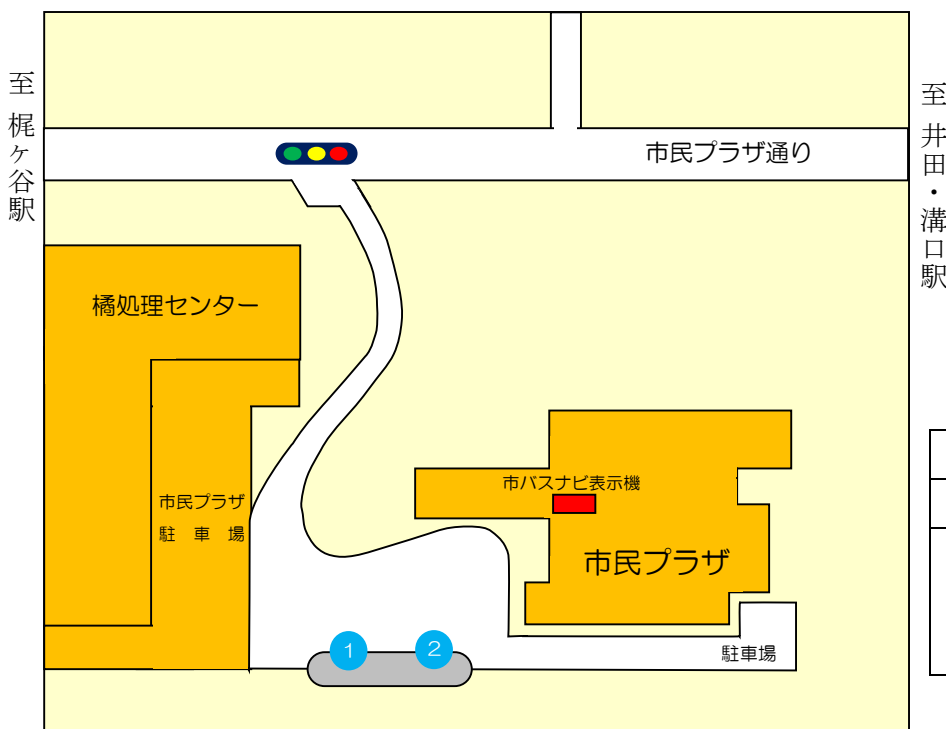 至 梶ケ谷駅
市民プラザ通り
至 井田・溝口駅
橘処理センター
市バスナビ表示機
市民プラザ
駐 車 場
市民プラザ
1
2
駐車場